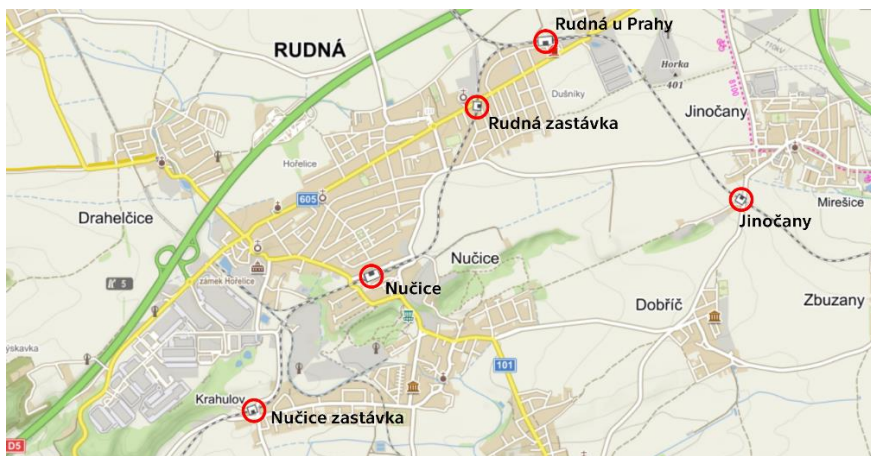 Rudná u Prahy
RUDNÁ
Horka
401
110kV
Dušníky
Jinočany
Rudná zastávka
Hořelice
605
Mirešice
Drahelčice
Jinočany
Nučice
zámek Hořelice
5
Nučice
Dobříč
Zbuzany
101
Krahulov
Nučice zastávka
D5